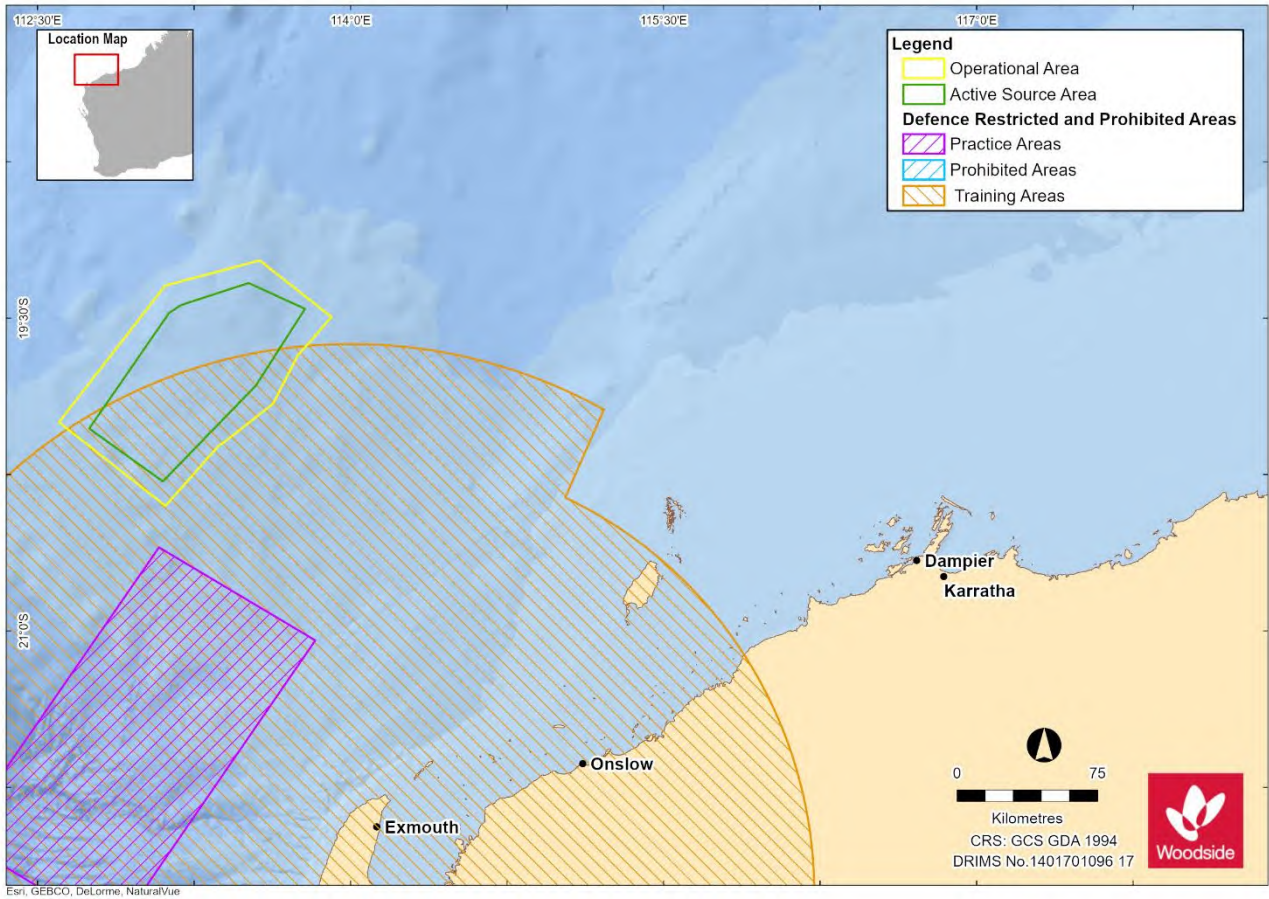 112°30'E
114°0'E
115°30'E
117°0'E
Location Map
Legend
Operational Area
Active Source Area
Defence Restricted and Prohibited Areas
Practice Areas
Prohibited Areas
Training Areas
19°30'S
21°0'S
Dampier
Karratha
Onslow
Exmouth
0 75
Kilometres
CRS: GCS GDA 1994
DRIMS No.1401701096 17
Woodside
Esri, GEBCO, DeLorme, NaturalVue